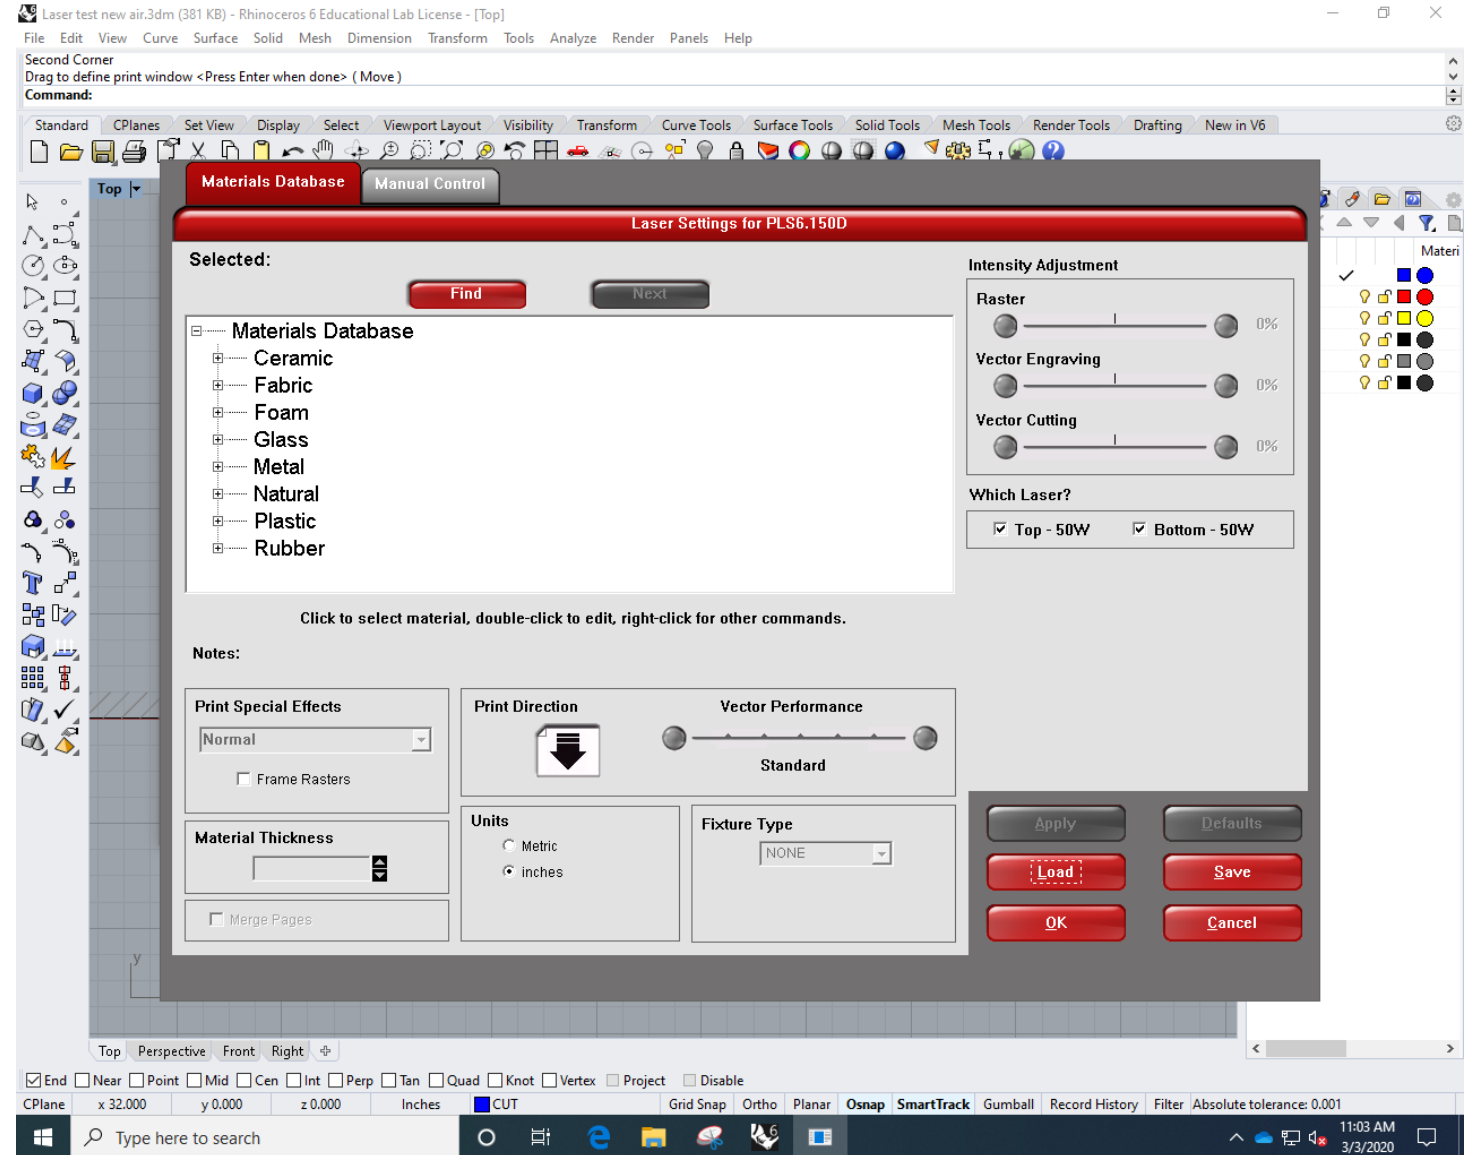 Laser test new air.3dm (381 KB) - Rhinoceros 6 Educational Lab License - [Top]
File Edit View Curve Surface Solid Mesh Dimension Transform Tools Analyze Render Panels Help
Second Corner
Drag to define print window <Press Enter when done> ( Move )
Command:
Standard CPlanes Set View Display Select Viewport Layout Visibility Transform Curve Tools Surface Tools Solid Tools Mesh Tools Render Tools Drafting New in V6
Top
Materials Database Manual Control
Laser Settings for PLS6.150D
Materi
Selected:
Find Next
Materials Database
Ceramic
Fabric
Foam
Glass
Metal
Natural
Plastic
Rubber
Click to select material, double-click to edit, right-click for other commands.
Notes:
Intensity Adjustment
Raster
0%
Vector Engraving
0%
Vector Cutting
0%
Which Laser?
Top - 50W Bottom - 50W
Print Special Effects
Normal
Frame Rasters
Print Direction
Vector Performance
Standard
Material Thickness
Merge Pages
Units
Metric
inches
Fixture Type
NONE
Apply Defaults
Load Save
OK Cancel
y
Top Perspective Front Right
End Near Point Mid Cen Int Perp Tan Quad Knot Vertex Project Disable
CPlane x 32.000 y 0.000 z 0.000 Inches CUT Grid Snap Ortho Planar Osnap SmartTrack Gumball Record History Filter Absolute tolerance: 0.001
Type here to search
6
11:03 AM
3/3/2020